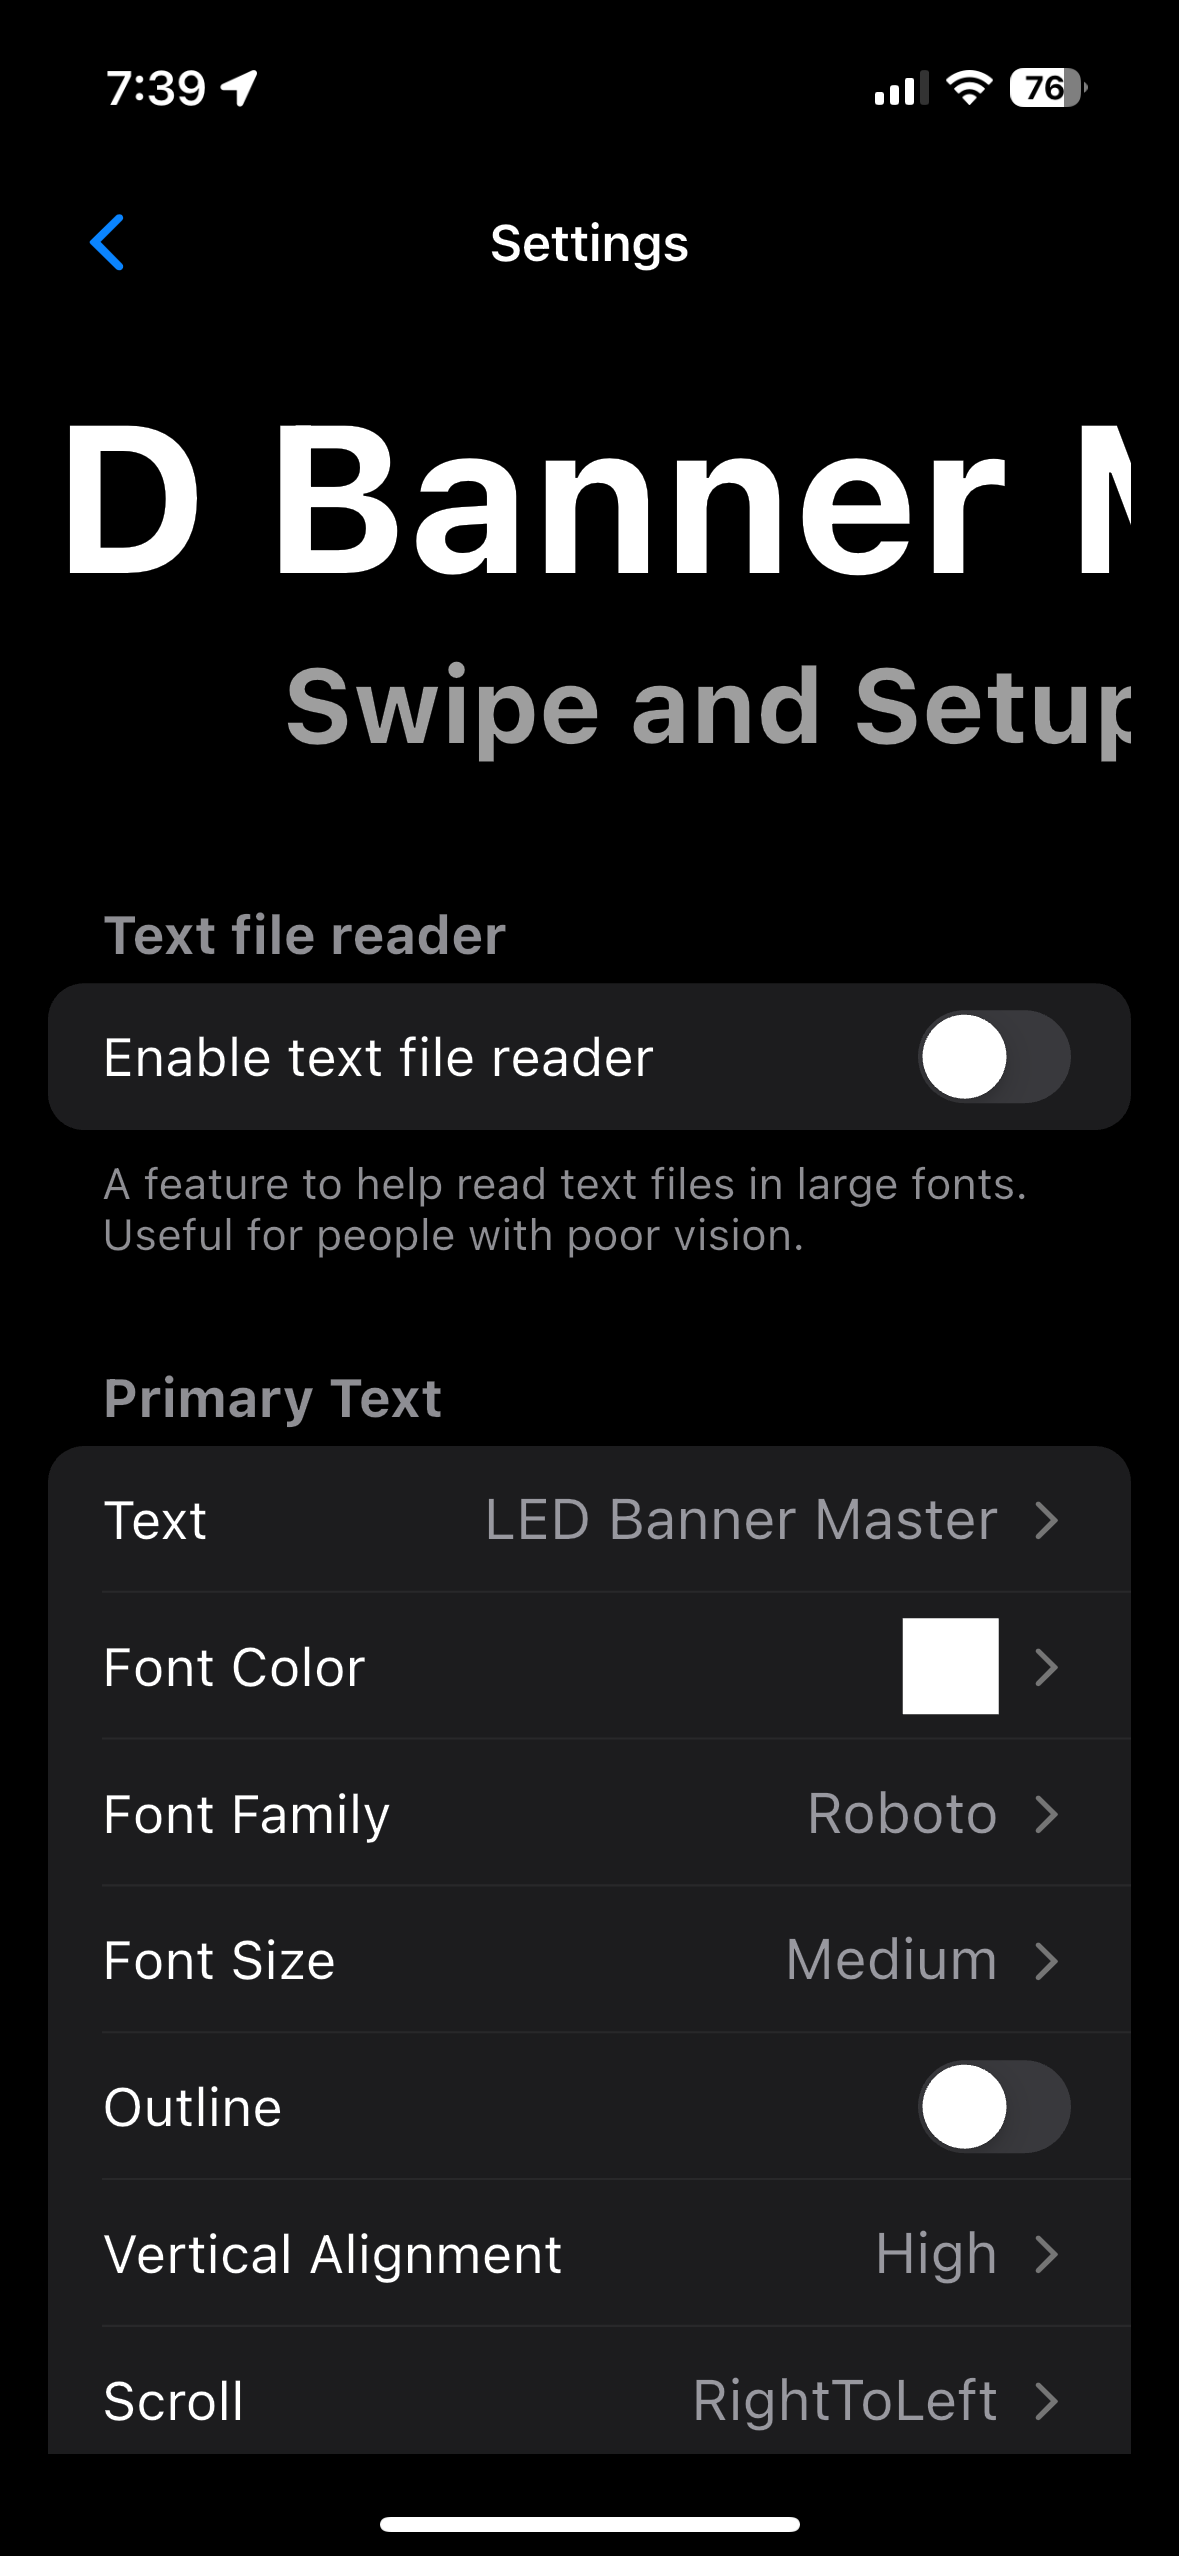 7:39
76
Settings
D Banner M
Swipe and Setup
Text file reader
Enable text file reader
A feature to help read text files in large fonts.
Useful for people with poor vision.
Primary Text
Text LED Banner Master
Font Color
Font Family Roboto
Font Size Medium
Outline
Vertical Alignment High
Scroll RightToLeft